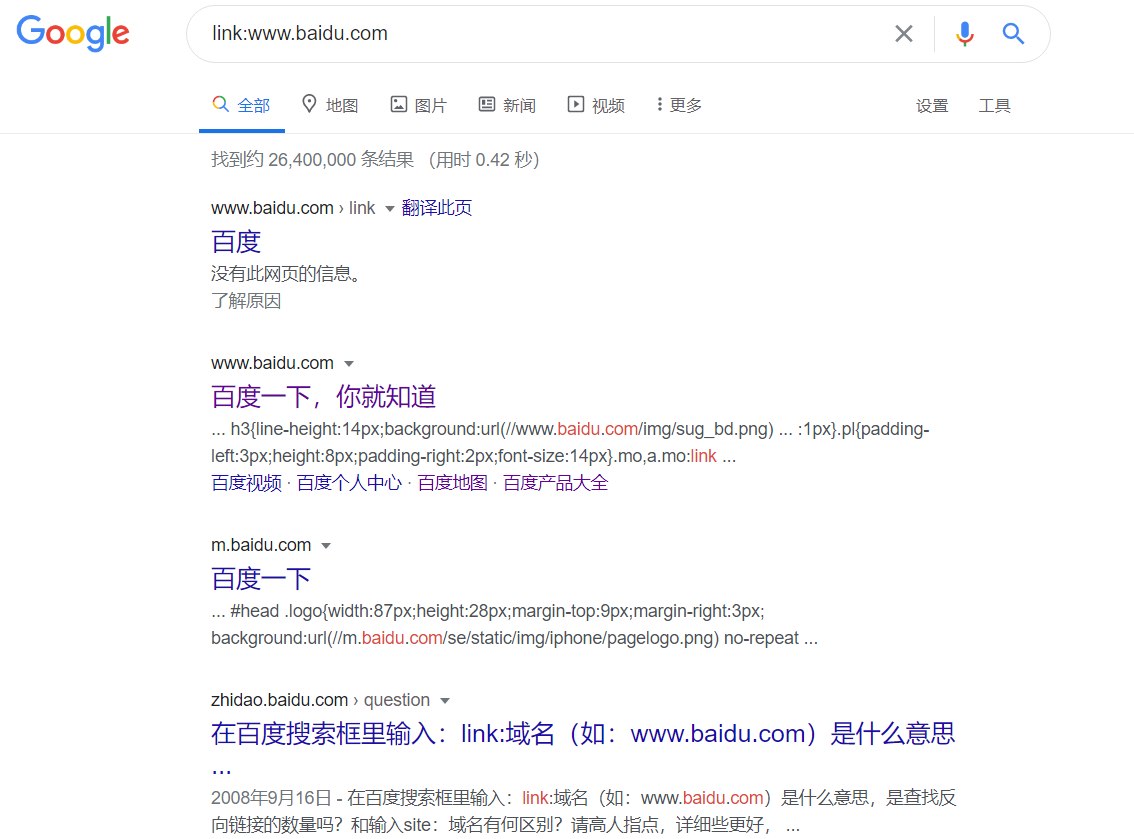 Google
link:www.baidu.com
全部 地图 图片 新闻 视频 更多 设置 工具
找到约 26,400,000 条结果 （用时 0.42 秒）
www.baidu.com › link 翻译此页
百度
没有此网页的信息。
了解原因
www.baidu.com
百度一下，你就知道
... h3{line-height:14px;background:url(//www.baidu.com/img/sug_bd.png) ... :1px}.pl{padding-
left:3px;height:8px;padding-right:2px;font-size:14px}.mo,a.mo:link ...
百度视频 · 百度个人中心 · 百度地图 · 百度产品大全
m.baidu.com
百度一下
... #head .logo{width:87px;height:28px;margin-top:9px;margin-right:3px;
background:url(//m.baidu.com/se/static/img/iphone/pagelogo.png) no-repeat ...
zhidao.baidu.com › question
在百度搜索框里输入：link:域名（如：www.baidu.com）是什么意思
...
2008年9月16日 - 在百度搜索框里输入：link:域名（如：www.baidu.com）是什么意思，是查找反
向链接的数量吗？和输入site：域名有何区别？请高人指点，详细些更好， ...